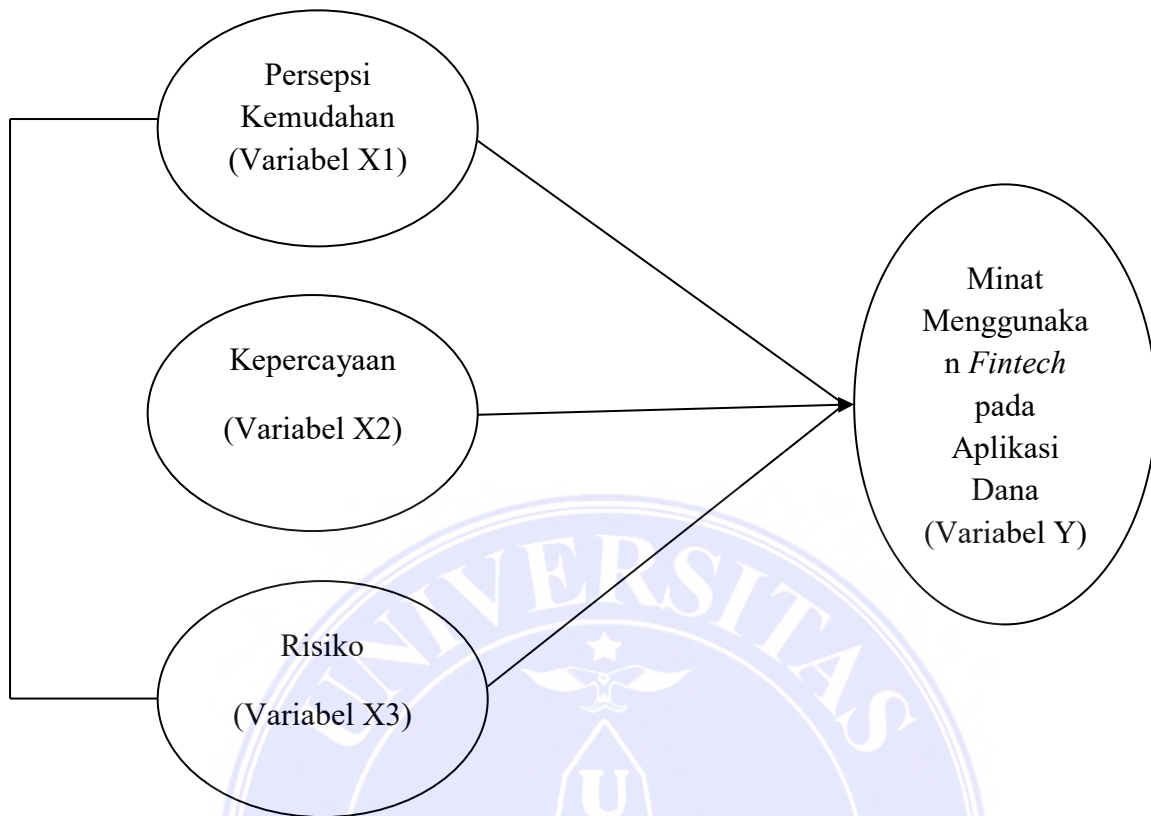 Persepsi
Kemudahan
(Variabel X1)
Kepercayaan
(Variabel X2)
Risiko
(Variabel X3)
Minat
Menggunaka
n Fintech
pada
Aplikasi
Dana
(Variabel Y)
UNIVERSITAS
U